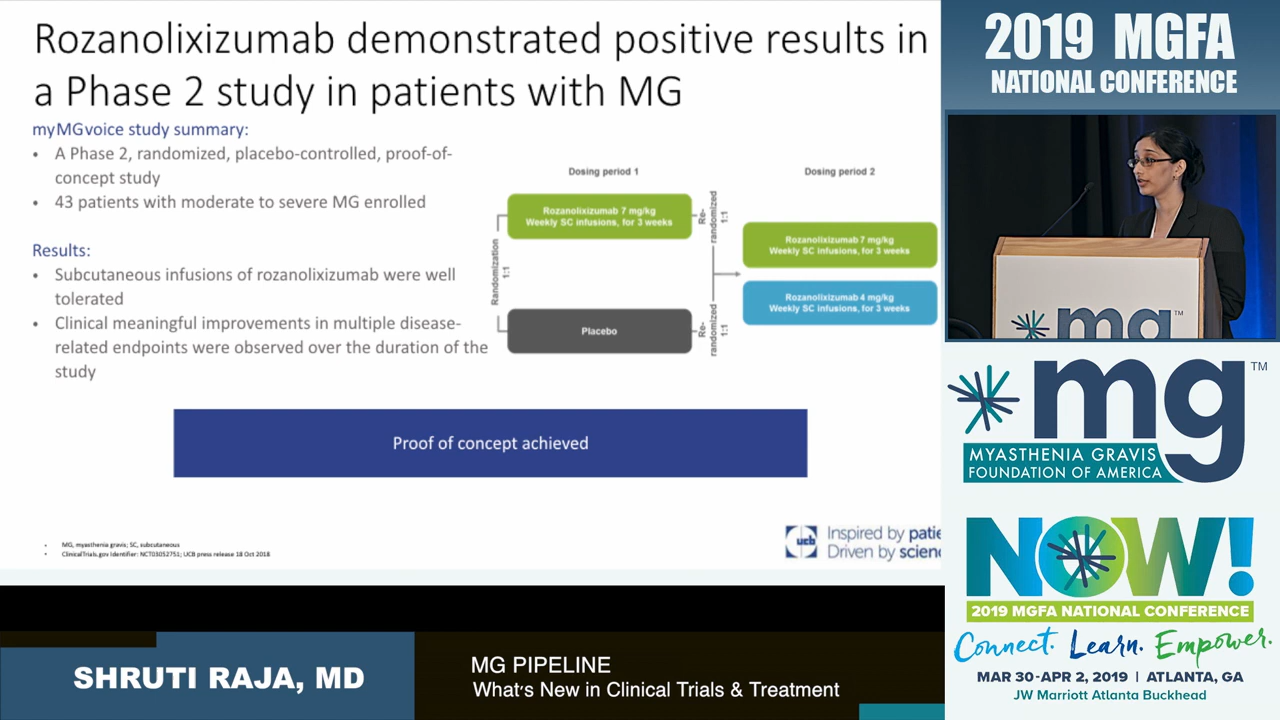 Rozanolixizumab demonstrated positive results in
a Phase 2 study in patients with MG
myMGvoice study summary:
• A Phase 2, randomized, placebo-controlled, proof-of-
concept study
• 43 patients with moderate to severe MG enrolled
Results:
• Subcutaneous infusions of rozanolixizumab were well
tolerated
• Clinical meaningful improvements in multiple disease-
related endpoints were observed over the duration of the
study
Dosing period 1
Dosing period 2
Randomization
1:1
Rozanolixizumab 7 mg/kg
Weekly SC infusions, for 3 weeks
Placebo
Re-
randomized
1:1
Re-
randomized
1:1
Rozanolixizumab 7 mg/kg
Weekly SC infusions, for 3 weeks
Rozanolixizumab 4 mg/kg
Weekly SC infusions, for 3 weeks
Proof of concept achieved
• MG, myasthenia gravis; SC, subcutaneous
• ClinicalTrials.gov Identifier: NCT03052751; UCB press release 18 Oct 2018
ucb
Inspired by patie
Driven by scienc
2019 MGFA
NATIONAL CONFERENCE
mg™
mg™
MYASTHENIA GRAVIS
FOUNDATION OF AMERICA
NOW!
2019 MGFA NATIONAL CONFERENCE
Connect. Learn. Empower.
MAR 30-APR 2, 2019 | ATLANTA, GA
JW Marriott Atlanta Buckhead
SHRUTI RAJA, MD
MG PIPELINE
What's New in Clinical Trials & Treatment